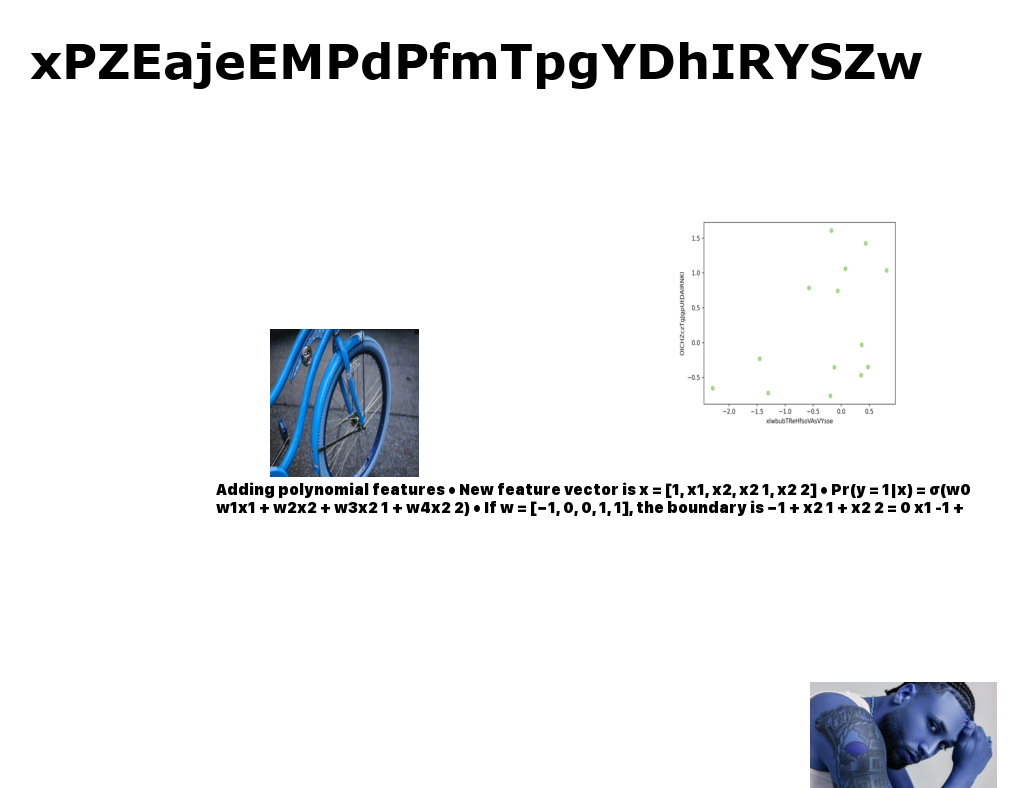 xPZEajeEMPdPfmTpgYDhIRYSZw
1.5
1.0
0.5
0.0
−0.5
−2.0 −1.5 −1.0 −0.5 0.0 0.5
Adding polynomial features • New feature vector is x = [1, x1, x2, x2 1, x2 2] • Pr(y = 1|x) = σ(w0
w1x1 + w2x2 + w3x2 1 + w4x2 2) • If w = [−1, 0, 0, 1, 1], the boundary is −1 + x2 1 + x2 2 = 0 x1 -1 +